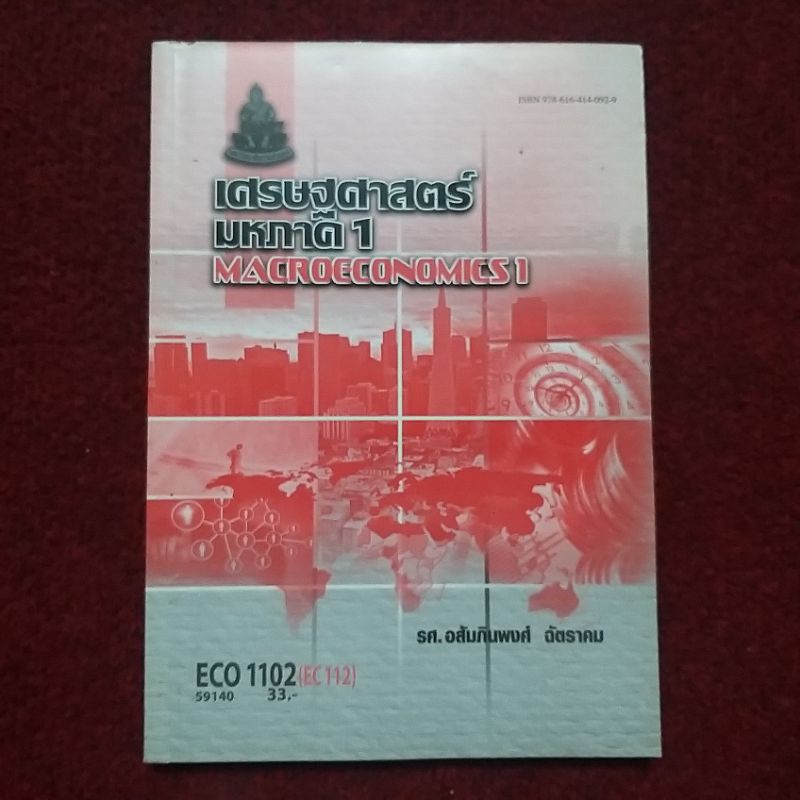 ISBN 978-616-414-092-9
เศรษฐศาสตร์
มหภาค 1
MACROECONOMICS 1
รศ. อสัมภินพงศ์ ฉัตราคม
ECO 1102 (EC 112)
59140 33.-